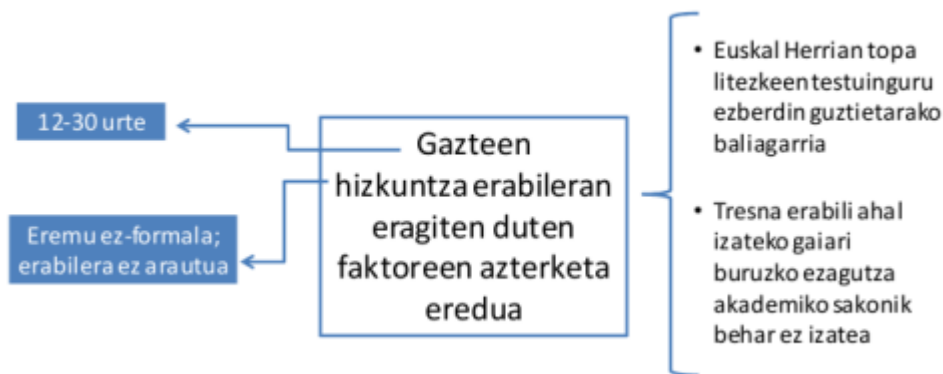 12-30 urte
Eremu ez-formala;
erabilera ez arautua
Gazteen
hizkuntza erabileran
eragiten duten
faktoreen azterketa
eredua
• Euskal Herrian topa
litezkeen testuinguru
ezberdin guztietarako
baliagarria
• Tresna erabili ahal
izateko gaiari
buruzko ezagutza
akademiko sakonik
behar ez izatea